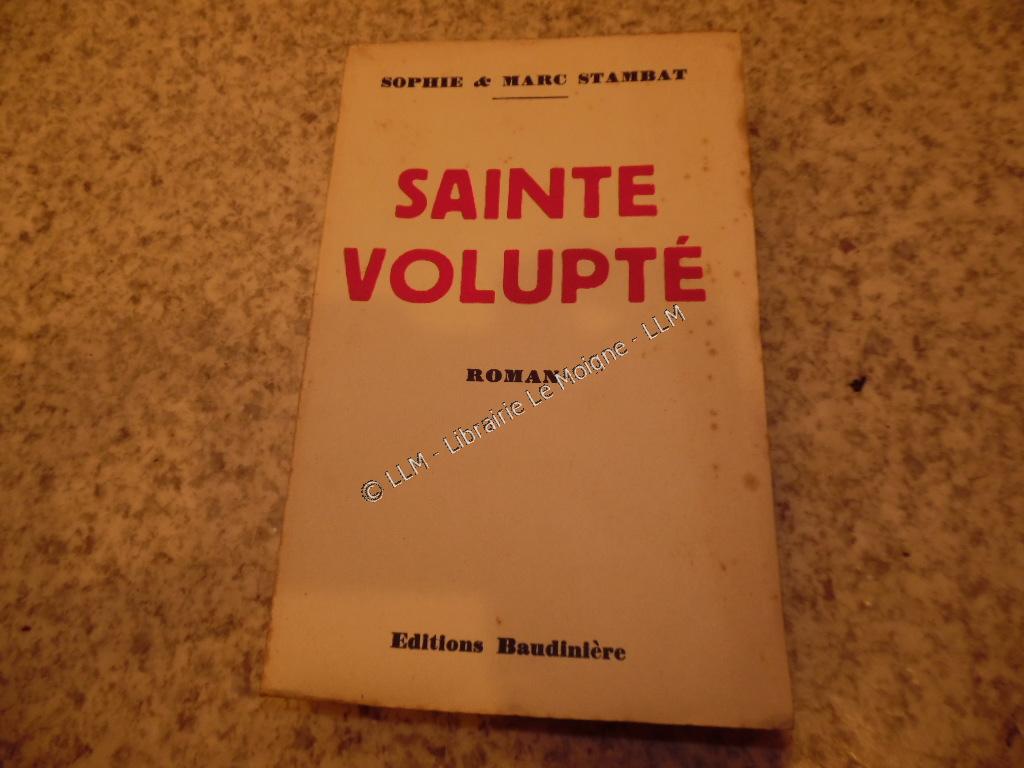 SOPHIE & MARC STAMBAT
SAINTE
VOLUPTÉ
ROMAN
© LLM - Librairie Le Moigne - LLM
Editions Baudinière